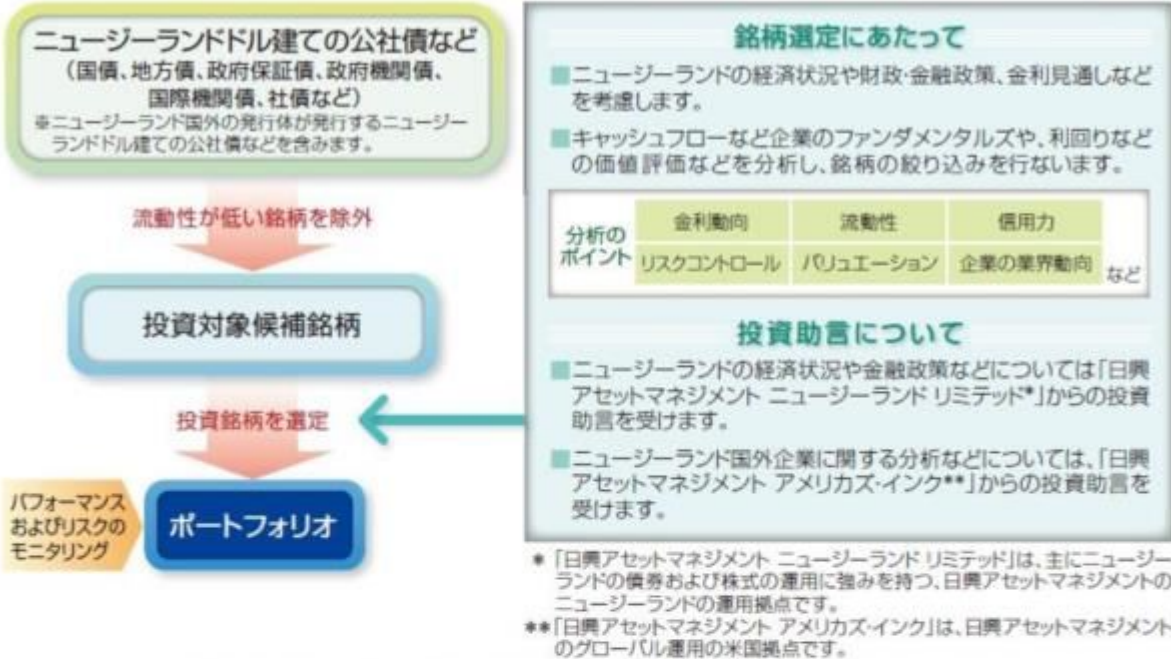 ニュージーランドドル建ての公社債など
(国債、地方債、政府保証債、政府機関債、
国際機関債、社債など)
※ニュージーランド国外の発行体が発行するニュージー
ランドドル建ての公社債などを含みます。
流動性が低い銘柄を除外
投資対象候補銘柄
投資銘柄を選定
パフォーマンス
およびリスクの
モニタリング
ポートフォリオ
銘柄選定にあたって
■ニュージーランドの経済状況や財政・金融政策、金利見通しなど
を考慮します。
■キャッシュフローなど企業のファンダメンタルズや、利回りなど
の価値評価などを分析し、銘柄の絞り込みを行ないます。
分析の
ポイント
金利動向 流動性 信用力
リスクコントロール バリュエーション 企業の業界動向 など
投資助言について
■ニュージーランドの経済状況や金融政策などについては「日興
アセットマネジメント ニュージーランド リミテッド*」からの投資
助言を受けます。
■ニュージーランド国外企業に関する分析などについては、「日興
アセットマネジメント アメリカズ・インク**」からの投資助言を
受けます。
* 「日興アセットマネジメント ニュージーランド リミテッド」は、主にニュージー
ランドの債券および株式の運用に強みを持つ、日興アセットマネジメントの
ニュージーランドの運用拠点です。
**「日興アセットマネジメント アメリカズ・インク」は、日興アセットマネジメント
のグローバル運用の米国拠点です。